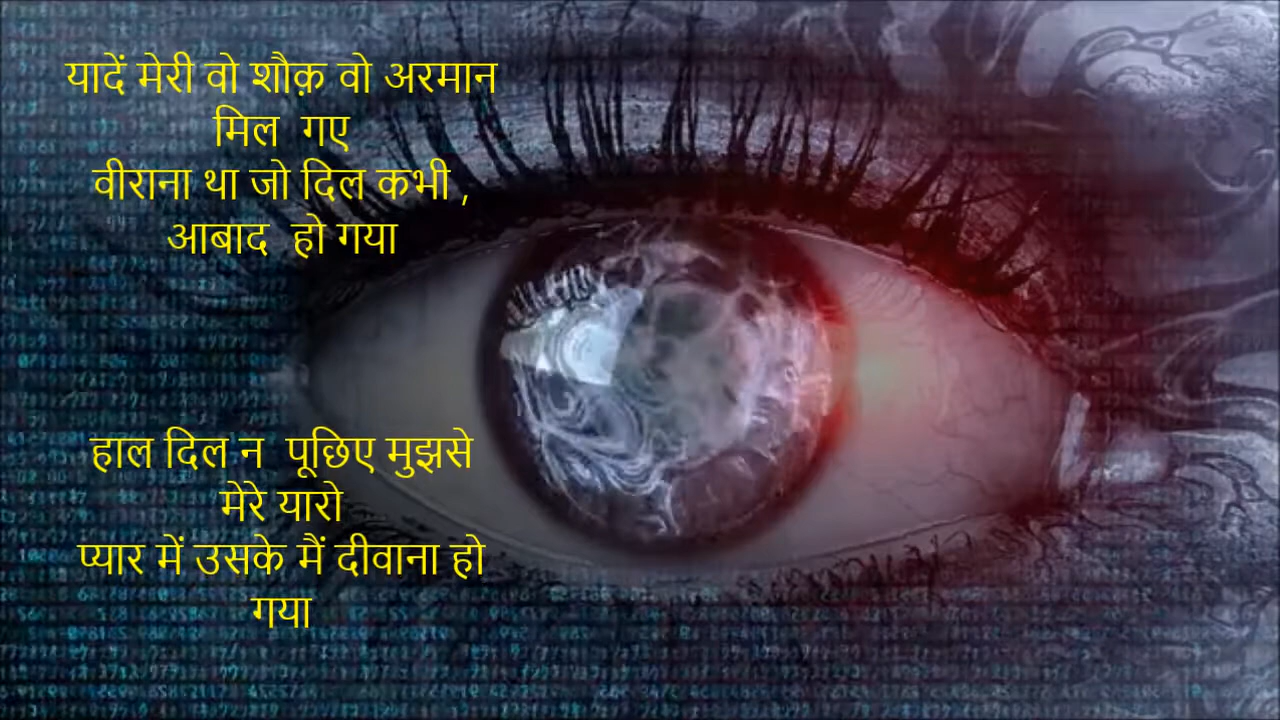 यादें मेरी वो शौक़ वो अरमान
मिल गए
वीराना था जो दिल कभी ,
आबाद हो गया
हाल दिल न पूछिए मुझसे
मेरे यारो
प्यार में उसके मैं दीवाना हो
गया